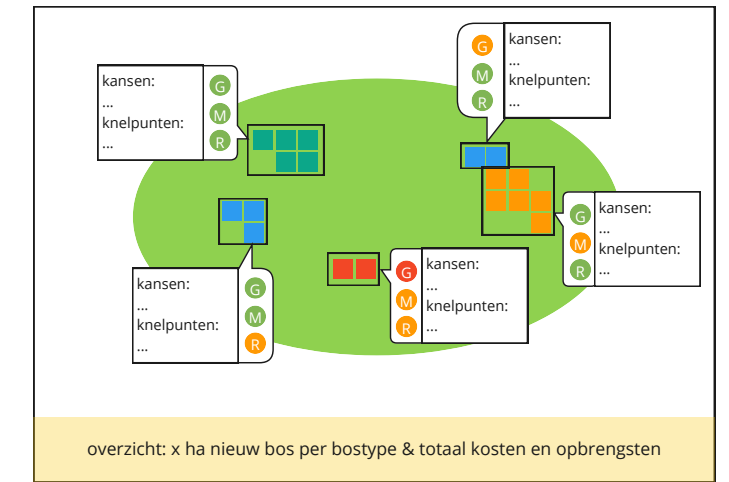 kansen:
...
knelpunten:
...
G
M
R
G
M
R
kansen:
...
knelpunten:
...
G
M
R
kansen:
...
knelpunten:
...
kansen:
...
knelpunten:
...
G
M
R
G
M
R
kansen:
...
knelpunten:
...
overzicht: x ha nieuw bos per bostype & totaal kosten en opbrengsten